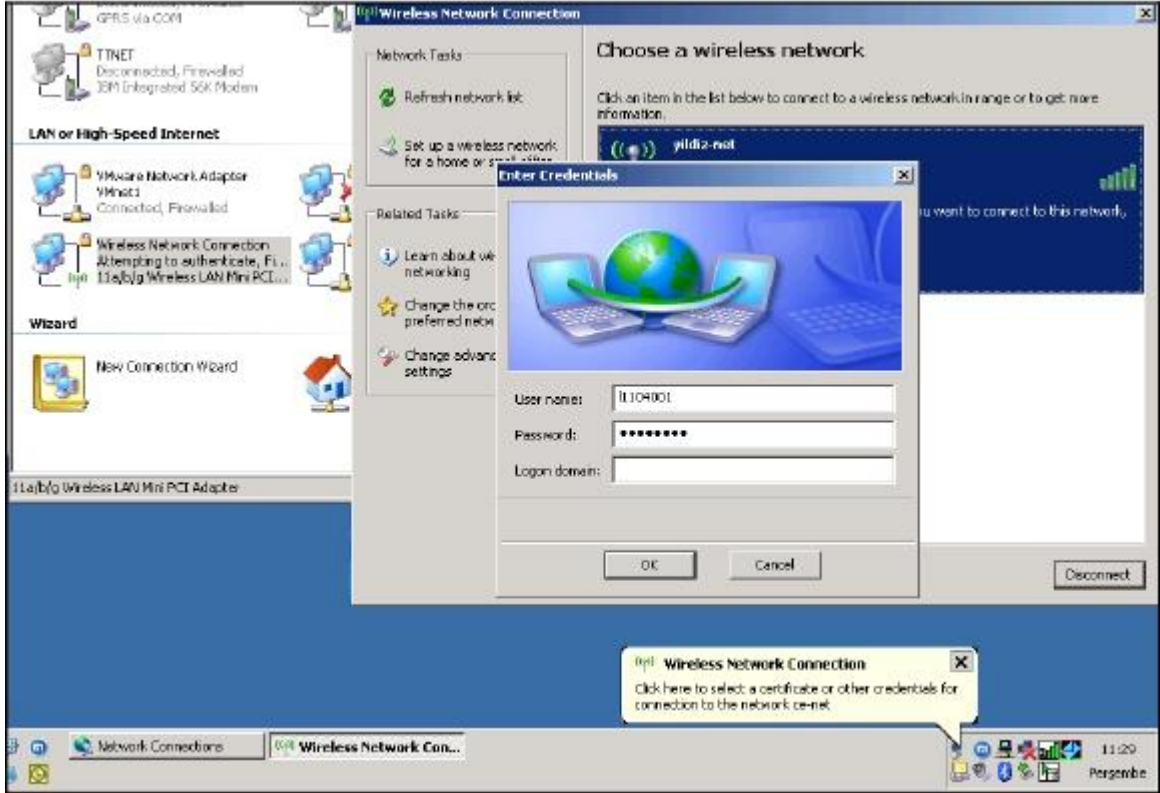 GPRS via COM
TTNET
Disconnected, Firewalled
IBM Integrated 56K Modem
LAN or High-Speed Internet
VMware Network Adapter
VMnet1
Connected, Firewalled
Wireless Network Connection
Attempting to authenticate, Fi...
11a/b/g Wireless LAN Mini PCI...
Wizard
New Connection Wizard
11a/b/g Wireless LAN Mini PCI Adapter
Wireless Network Connection
Network Tasks
Refresh network list
Set up a wireless network
for a home or small office
Related Tasks
Learn about wi
networking
Change the orc
preferred netw
Change advanc
settings
Choose a wireless network
Click an item in the list below to connect to a wireless network in range or to get more
information.
yildiz-net
u want to connect to this network,
Enter Credentials
User name:
l1104001
Password:
Logon domain:
OK
Cancel
Disconnect
Wireless Network Connection
Click here to select a certificate or other credentials for
connection to the network ce-net
Network Connections
Wireless Network Con...
11:29
Perşembe